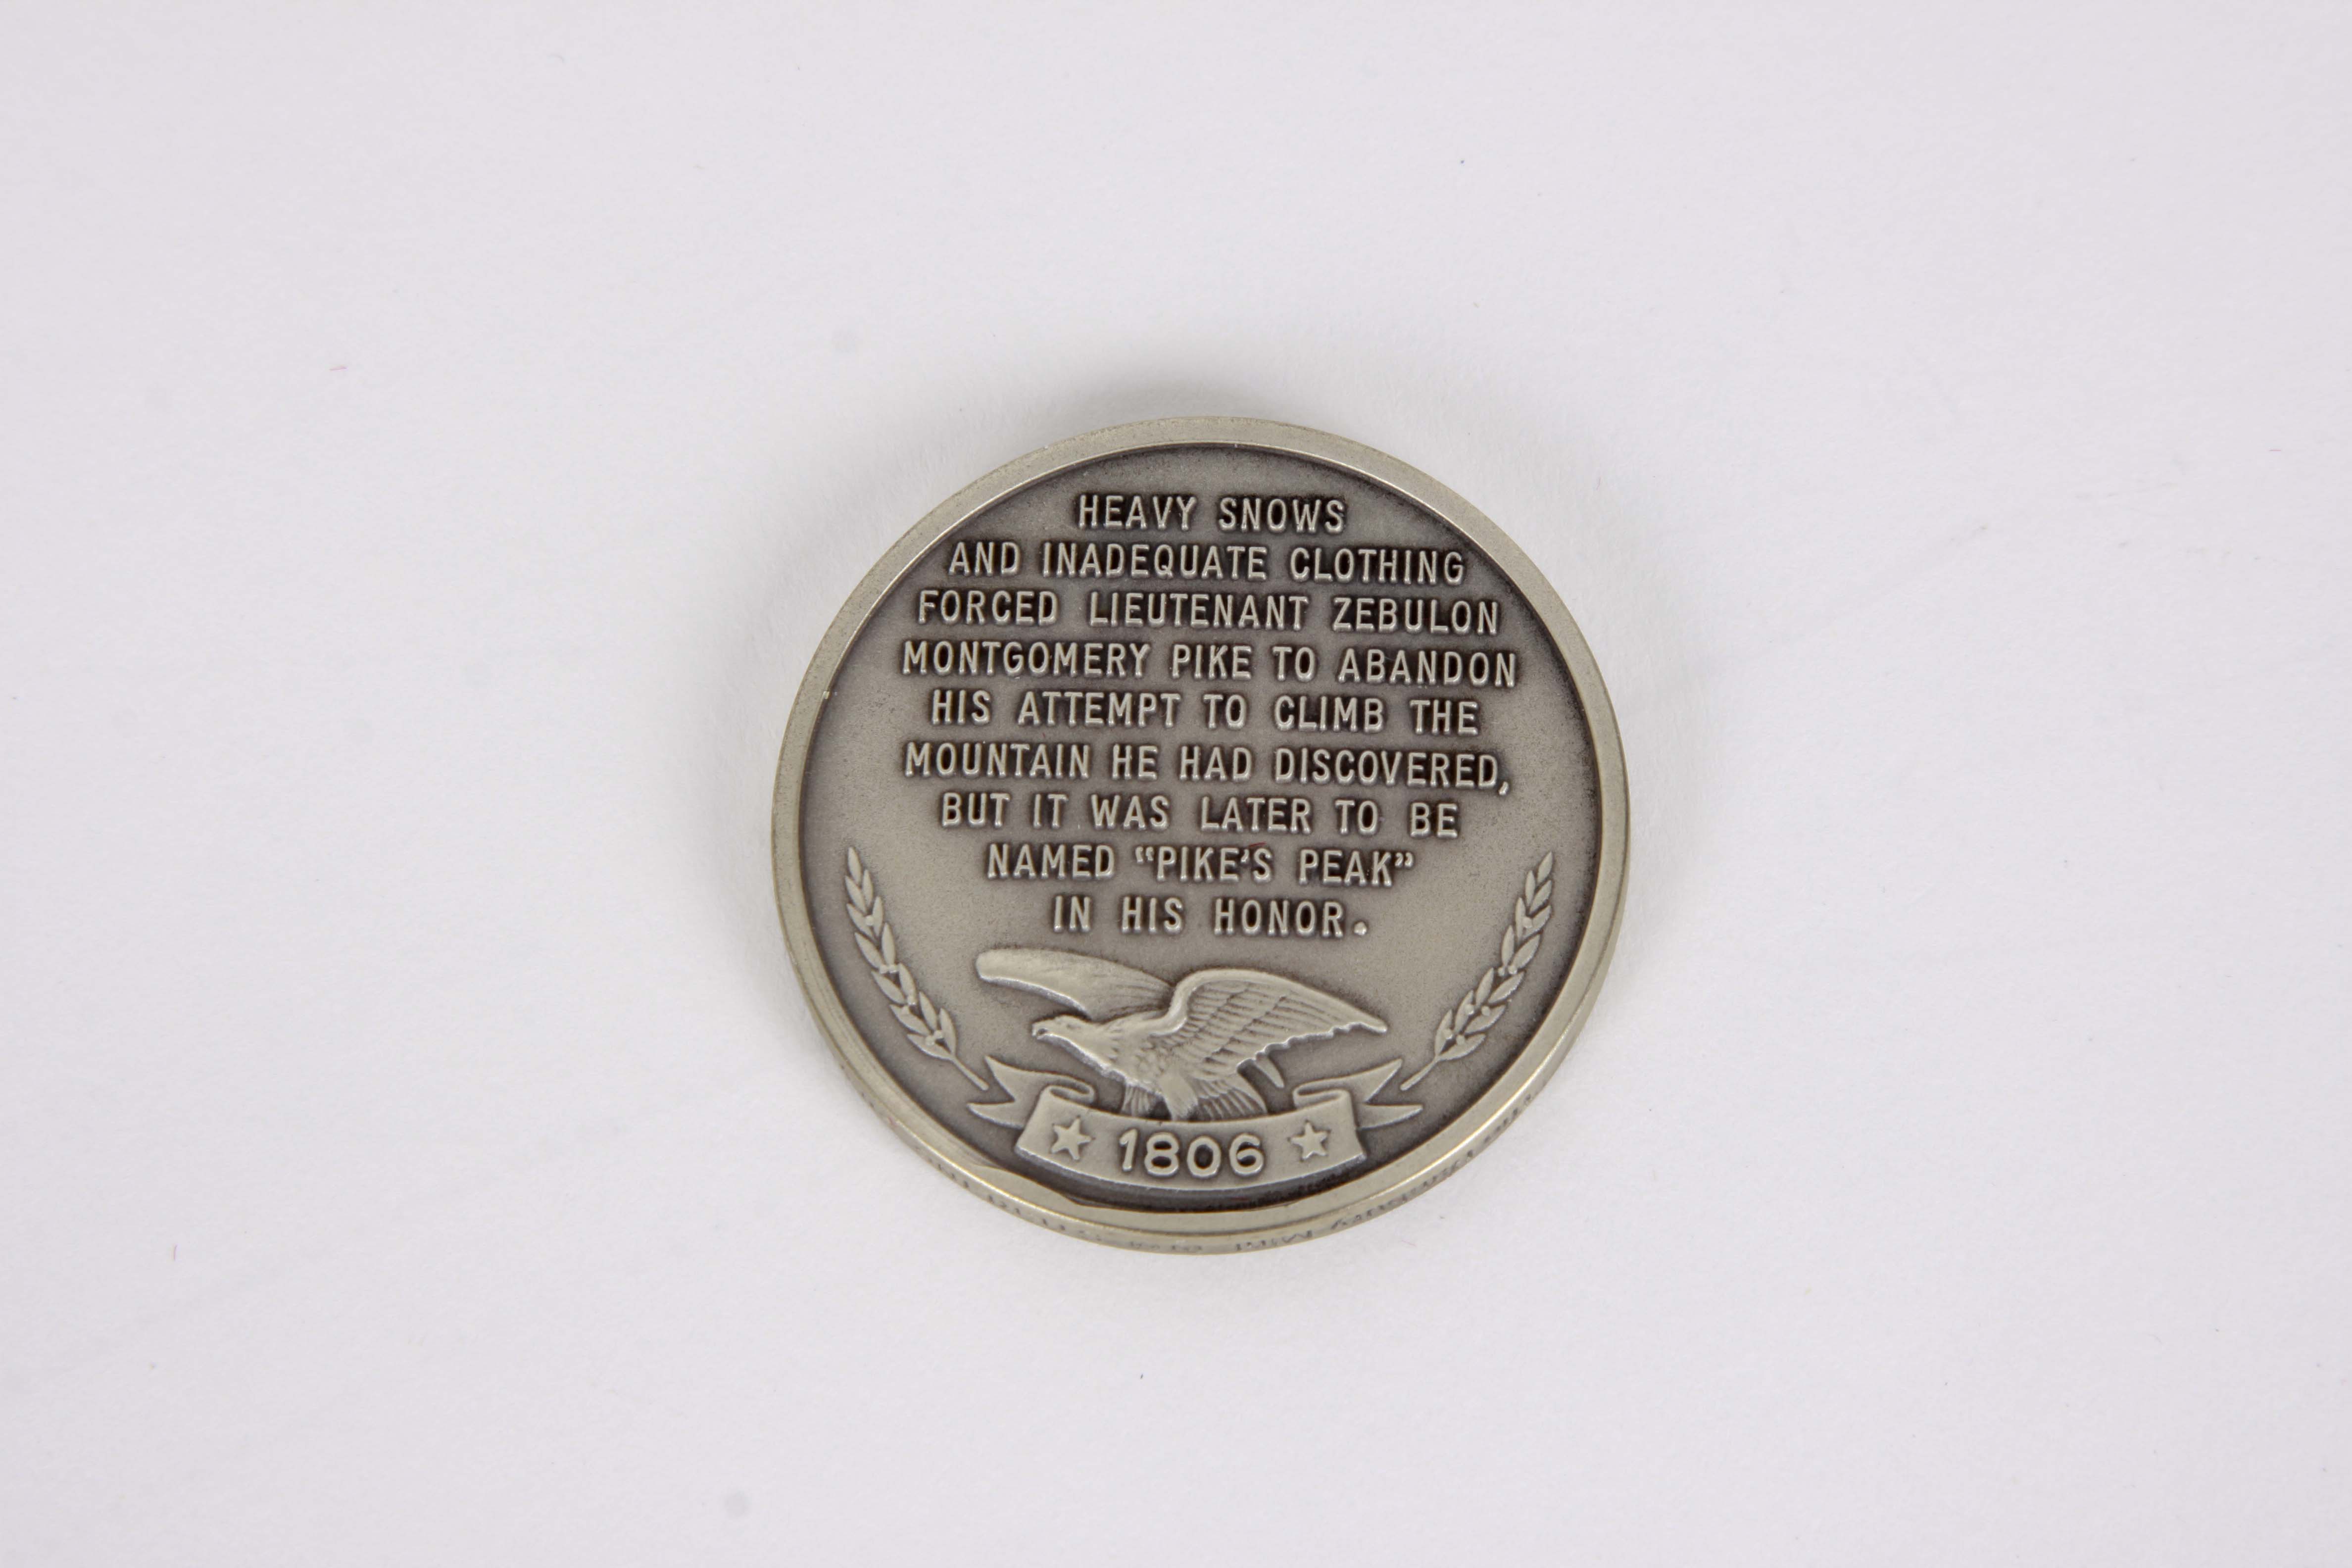 HEAVY SNOWS
AND INADEQUATE CLOTHING
FORCED LIEUTENANT ZEBULON
MONTGOMERY PIKE TO ABANDON
HIS ATTEMPT TO CLIMB THE
MOUNTAIN HE HAD DISCOVERED,
BUT IT WAS LATER TO BE
NAMED “PIKE’S PEAK”
IN HIS HONOR.
1806